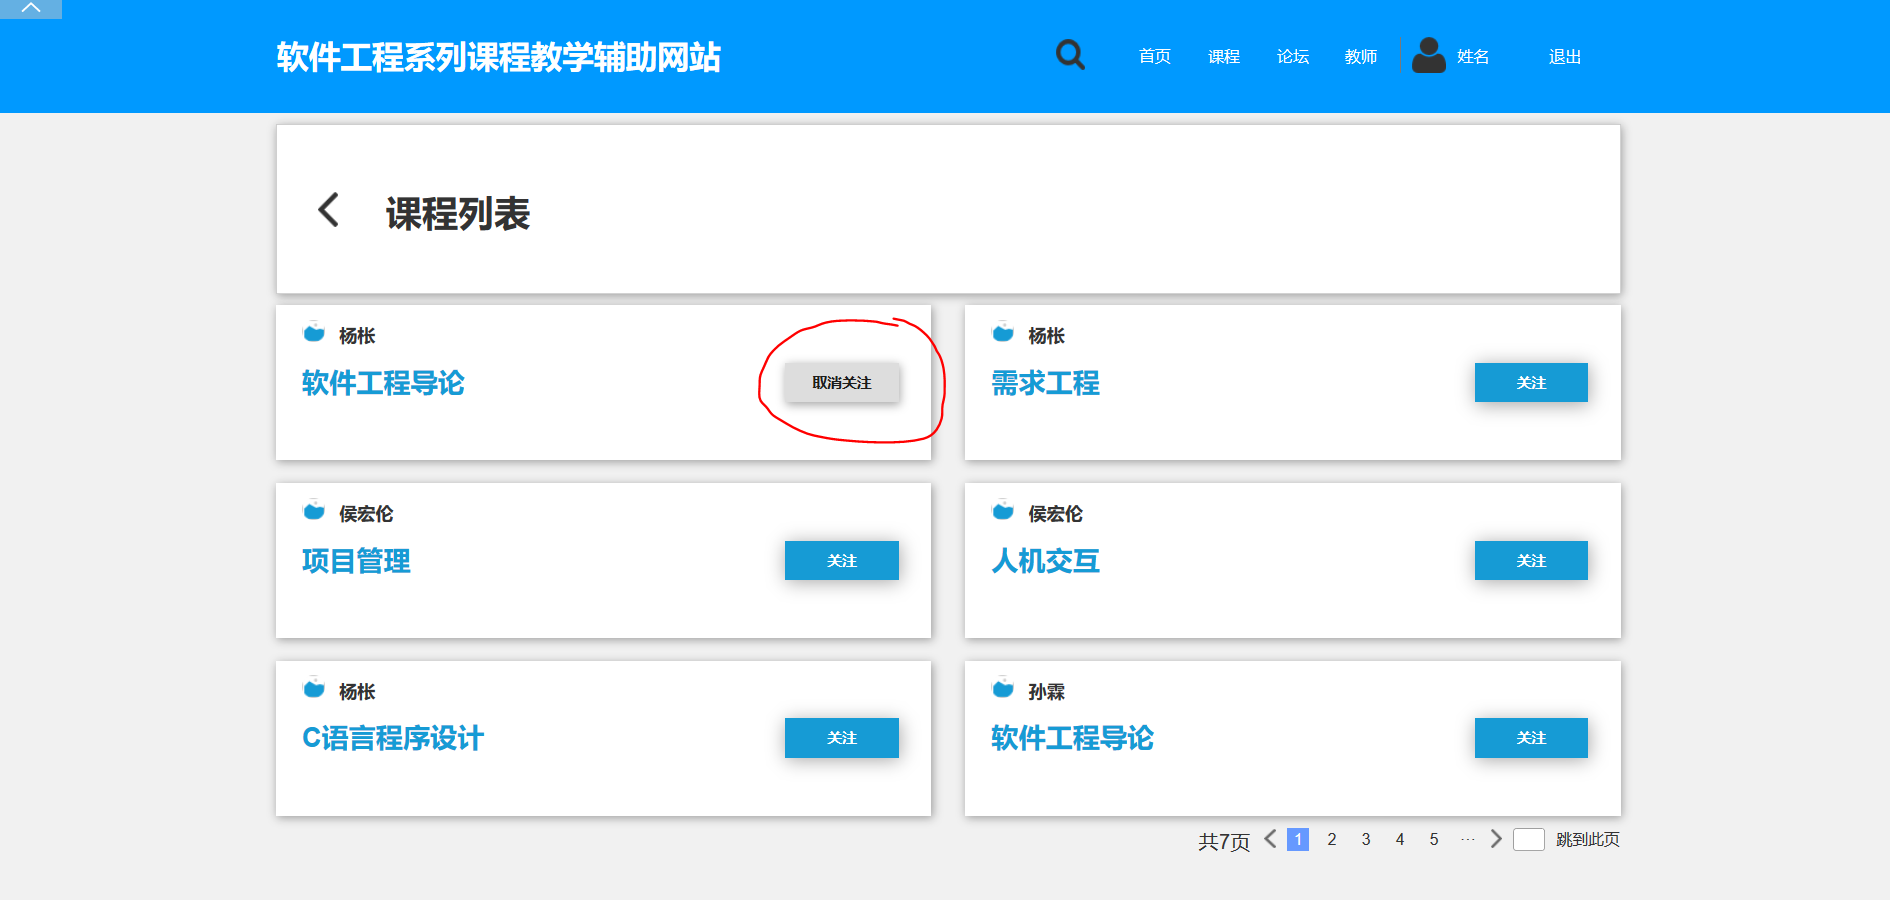 软件工程系列课程教学辅助网站
首页 课程 论坛 教师 姓名 退出
课程列表
杨枨
软件工程导论
取消关注
杨枨
需求工程
关注
侯宏伦
项目管理
关注
侯宏伦
人机交互
关注
杨枨
C语言程序设计
关注
孙霖
软件工程导论
关注
共7页 1 2 3 4 5 ... 跳到此页